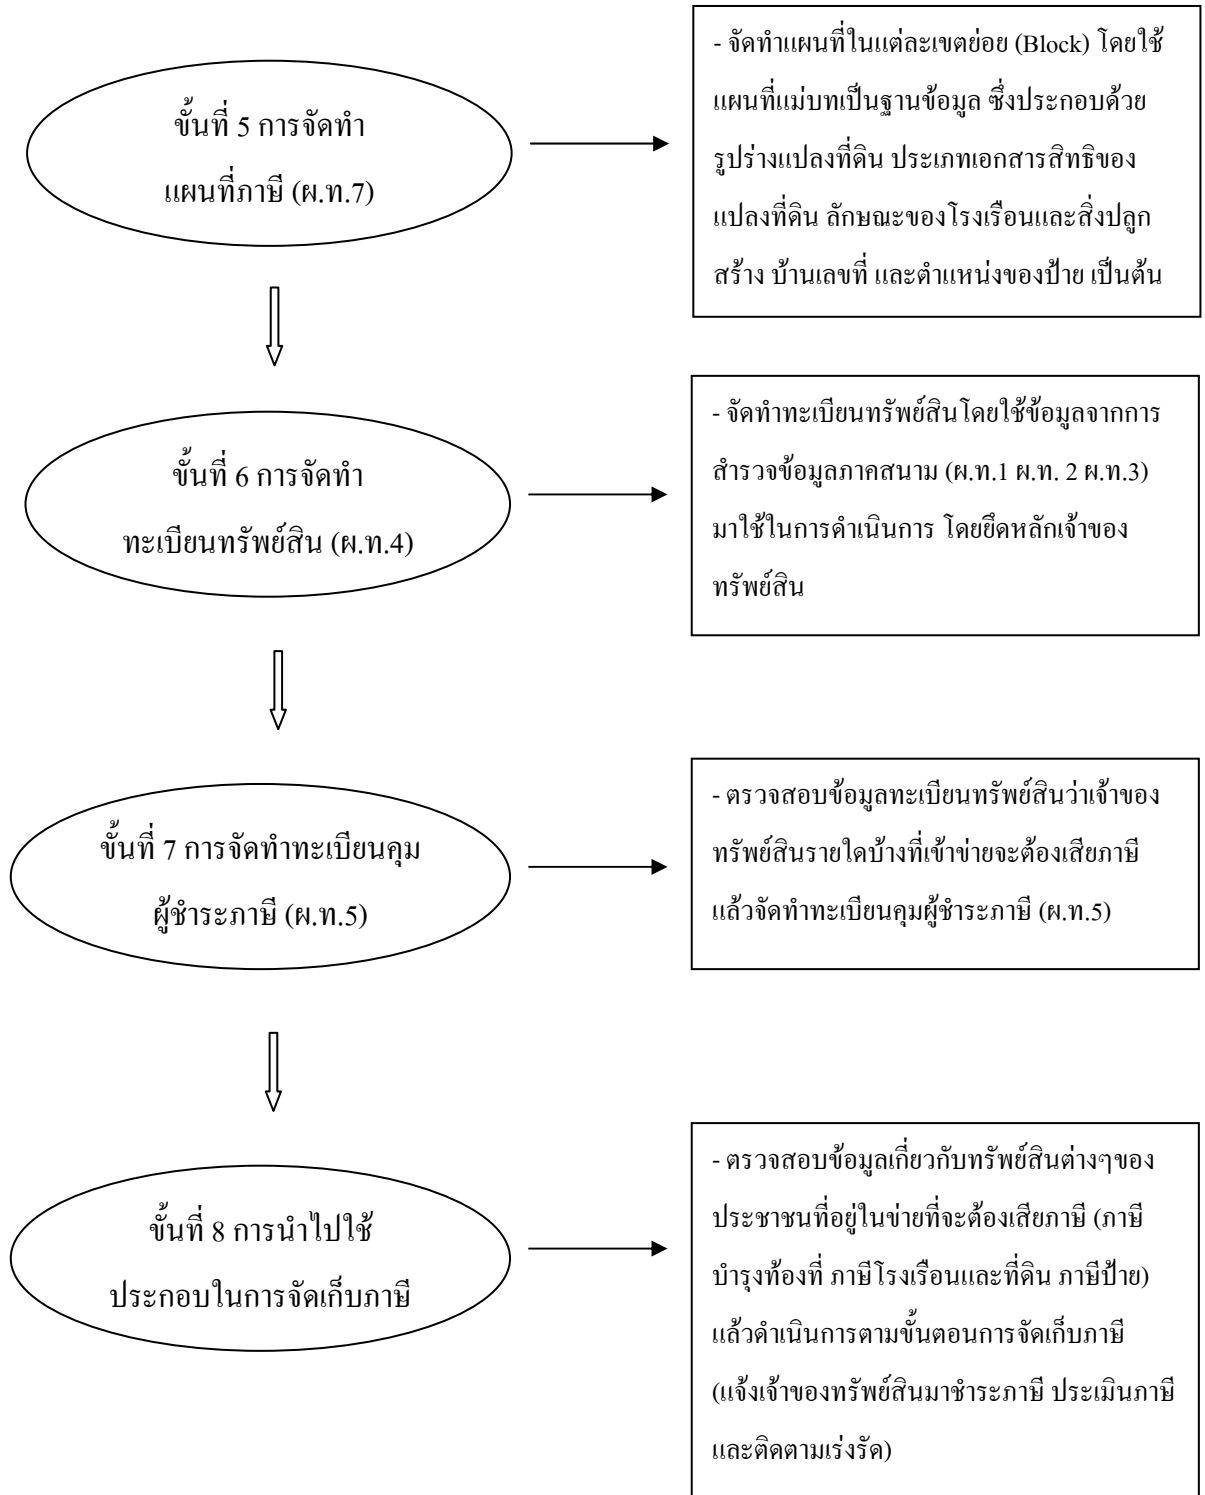 ขั้นที่ 5 การจัดทำ
แผนที่ภาษี (ผ.ท.7)
- จัดทำแผนที่ในแต่ละเขตย่อย (Block) โดยใช้
แผนที่แม่บทเป็นฐานข้อมูล ซึ่งประกอบด้วย
รูปร่างแปลงที่ดิน ประเภทเอกสารสิทธิของ
แปลงที่ดิน ลักษณะของโรงเรือนและสิ่งปลูก
สร้าง บ้านเลขที่ และตำแหน่งของป้าย เป็นต้น
ขั้นที่ 6 การจัดทำ
ทะเบียนทรัพย์สิน (ผ.ท.4)
- จัดทำทะเบียนทรัพย์สินโดยใช้ข้อมูลจากการ
สำรวจข้อมูลภาคสนาม (ผ.ท.1 ผ.ท. 2 ผ.ท.3)
มาใช้ในการดำเนินการ โดยยึดหลักเจ้าของ
ทรัพย์สิน
ขั้นที่ 7 การจัดทำทะเบียนคุม
ผู้ชำระภาษี (ผ.ท.5)
- ตรวจสอบข้อมูลทะเบียนทรัพย์สินว่าเจ้าของ
ทรัพย์สินรายใดบ้างที่เข้าข่ายจะต้องเสียภาษี
แล้วจัดทำทะเบียนคุมผู้ชำระภาษี (ผ.ท.5)
ขั้นที่ 8 การนำไปใช้
ประกอบในการจัดเก็บภาษี
- ตรวจสอบข้อมูลเกี่ยวกับทรัพย์สินต่างๆของ
ประชาชนที่อยู่ในข่ายที่จะต้องเสียภาษี (ภาษี
บำรุงท้องที่ ภาษีโรงเรือนและที่ดิน ภาษีป้าย)
แล้วดำเนินการตามขั้นตอนการจัดเก็บภาษี
(แจ้งเจ้าของทรัพย์สินมาชำระภาษี ประเมินภาษี
และติดตามเร่งรัด)